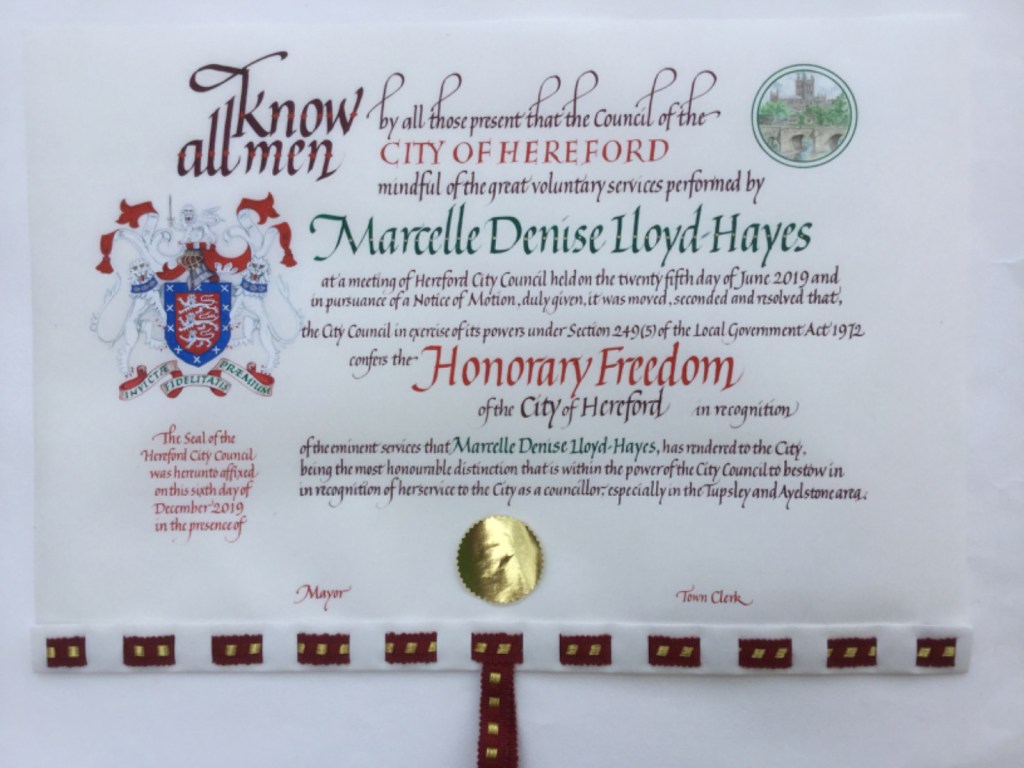 know all men
by all those present that the Council of the
CITY OF HEREFORD
mindful of the great voluntary services performed by
Marcelle Denise Lloyd-Hayes
at a meeting of Hereford City Council held on the twenty fifth day of June 2019 and
in pursuance of a Notice of Motion, duly given, it was moved, seconded and resolved that,
the City Council in exercise of its powers under Section 249(5) of the Local Government Act 1972
confers the Honorary Freedom
of the City of Hereford in recognition
of the eminent services that Marcelle Denise Lloyd-Hayes, has rendered to the City,
being the most honourable distinction that is within the power of the City Council to bestow in
in recognition of her service to the City as a councillor, especially in the Tupsley and Ayelstone area.
INVICTÆ FIDELITATIS PRÆMIUM
The Seal of the
Hereford City Council
was hereunto affixed
on this sixth day of
December 2019
in the presence of
Mayor
Town Clerk